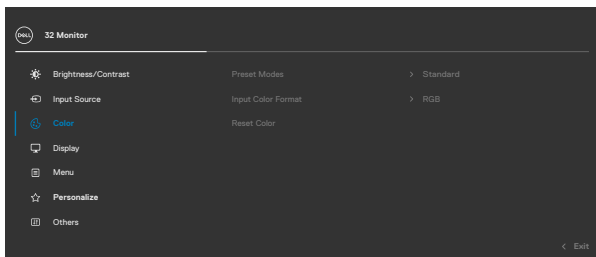 DELL 32 Monitor
Brightness/Contrast Preset Modes > Standard
Input Source Input Color Format > RGB
Color Reset Color
Display
Menu
Personalize
Others
< Exit